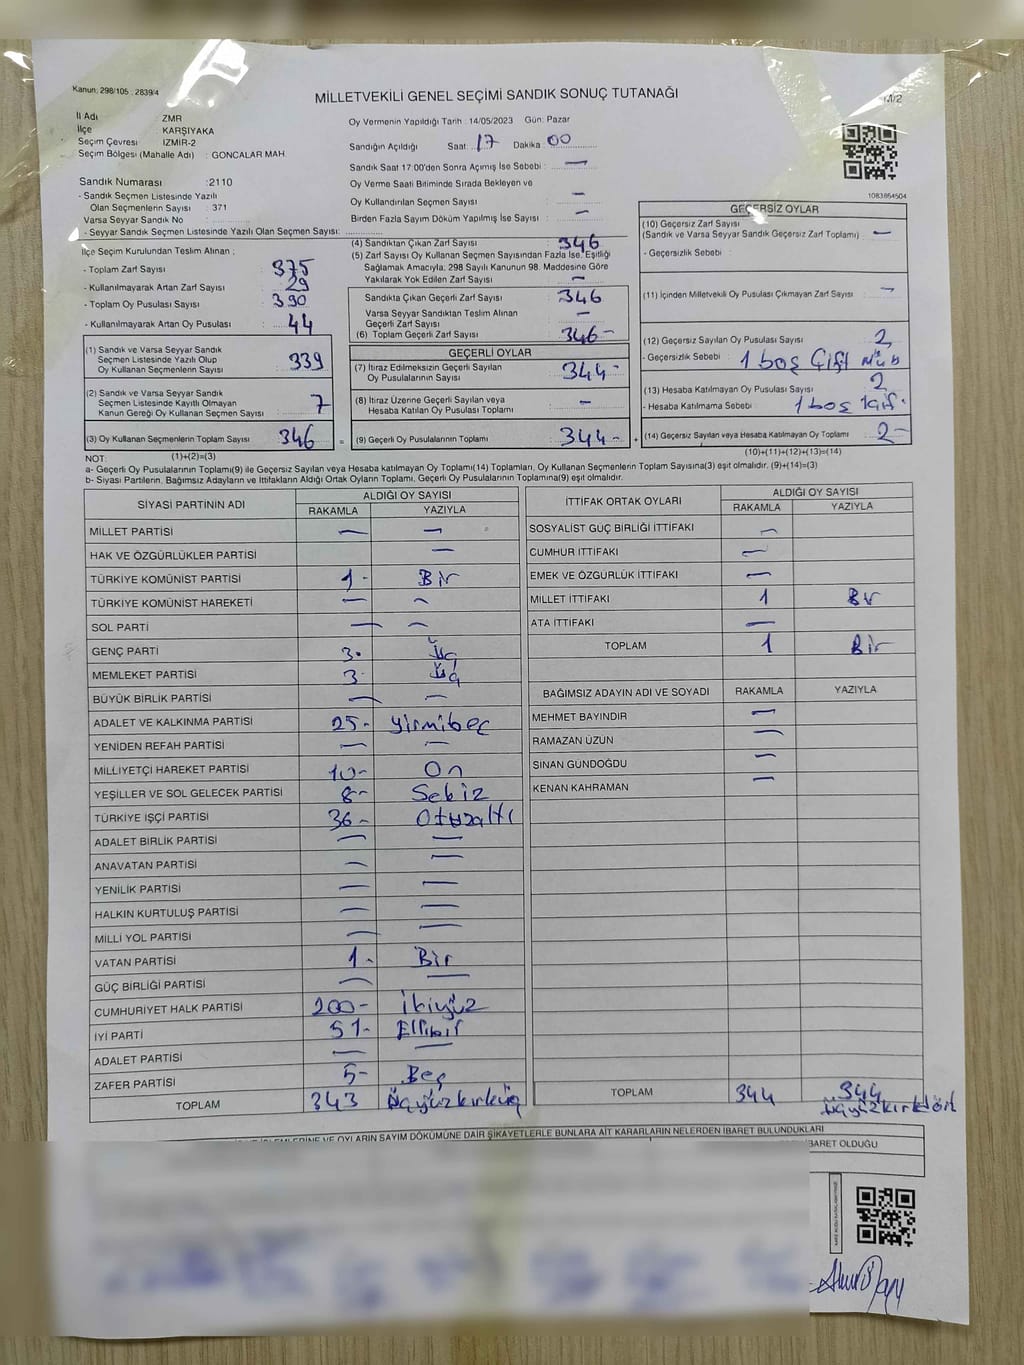 Kanun: 298/105 , 2839/4
MİLLETVEKİLİ GENEL SEÇİMİ SANDIK SONUÇ TUTANAĞI
M/2
İl Adı ZMR
İlçe KARŞIYAKA
Seçim Çevresi İZMİR-2
Seçim Bölgesi (Mahalle Adı) : GONCALAR MAH
Oy Vermenin Yapıldığı Tarih : 14/05/2023 Gün: Pazar
Sandığın Açıldığı Saat: 17 Dakika: 00
Sandık Saat 17:00'den Sonra Açımış İse Sebebi : —
Oy Verme Saati Bitiminde Sırada Bekleyen ve
Oy Kullandırılan Seçmen Sayısı : —
Birden Fazla Sayım Döküm Yapılmış İse Sayısı : —
1083864504
Sandık Numarası :2110
- Sandık Seçmen Listesinde Yazılı
Olan Seçmenlerin Sayısı : 371
Varsa Seyyar Sandık No
- Seyyar Sandık Seçmen Listesinde Yazılı Olan Seçmen Sayısı:
İlçe Seçim Kurulundan Teslim Alınan ;
- Toplam Zarf Sayısı : 375
- Kullanılmayarak Artan Zarf Sayısı : 29
- Toplam Oy Pusulası Sayısı : 390
- Kullanılmayarak Artan Oy Pusulası : 44
(1) Sandık ve Varsa Seyyar Sandık
Seçmen Listesinde Yazılı Olup
Oy Kullanan Seçmenlerin Sayısı : 339
(2) Sandık ve Varsa Seyyar Sandık
Seçmen Listesinde Kayıtlı Olmayan
Kanun Gereği Oy Kullanan Seçmen Sayısı : 7
(3) Oy Kullanan Seçmenlerin Toplam Sayısı : 346
(4) Sandıktan Çıkan Zarf Sayısı : 346
(5) Zarf Sayısı Oy Kullanan Seçmen Sayısından Fazla İse, Eşitliği
Sağlamak Amacıyla; 298 Sayılı Kanunun 98. Maddesine Göre
Yakılarak Yok Edilen Zarf Sayısı : —
Sandıkta Çıkan Geçerli Zarf Sayısı : 346
Varsa Seyyar Sandıktan Teslim Alınan
Geçerli Zarf Sayısı : —
(6) Toplam Geçerli Zarf Sayısı : 346-
GEÇERLİ OYLAR
(7) İtiraz Edilmeksizin Geçerli Sayılan
Oy Pusulalarının Sayısı : 344-
(8) İtiraz Üzerine Geçerli Sayılan veya
Hesaba Katılan Oy Pusulası Toplamı : —
= (9) Geçerli Oy Pusulalarının Toplamı : 344-
GEÇERSİZ OYLAR
(10) Geçersiz Zarf Sayısı
(Sandık ve Varsa Seyyar Sandık Geçersiz Zarf Toplamı) : —
- Geçersizlik Sebebi :
(11) İçinden Milletvekili Oy Pusulası Çıkmayan Zarf Sayısı : —
(12) Geçersiz Sayılan Oy Pusulası Sayısı : 2
- Geçersizlik Sebebi : 1 boş Çift
(13) Hesaba Katılmayan Oy Pusulası Sayısı : 2
- Hesaba Katılmama Sebebi : 1 boş
+ (14) Geçersiz Sayılan veya Hesaba Katılmayan Oy Toplamı : 2-
NOT: (1)+(2)=(3)
(10)+(11)+(12)+(13)=(14)
a- Geçerli Oy Pusulalarının Toplamı(9) ile Geçersiz Sayılan veya Hesaba katılmayan Oy Toplamı(14) Toplamları, Oy Kullanan Seçmenlerin Toplam Sayısına(3) eşit olmalıdır. (9)+(14)=(3)
b- Siyasi Partilerin, Bağımsız Adayların ve İttifakların Aldığı Ortak Oyların Toplamı, Geçerli Oy Pusulalarının Toplamına(9) eşit olmalıdır.
SİYASİ PARTİNİN ADI ALDIĞI OY SAYISI
RAKAMLA YAZIYLA
MİLLET PARTİSİ — —
HAK VE ÖZGÜRLÜKLER PARTİSİ —
TÜRKİYE KOMÜNİST PARTİSİ 1- Bir
TÜRKİYE KOMÜNİST HAREKETİ — —
SOL PARTİ — —
GENÇ PARTİ 3- Üç
MEMLEKET PARTİSİ 3- Üç
BÜYÜK BİRLİK PARTİSİ — —
ADALET VE KALKINMA PARTİSİ 25- Yirmibeş
YENİDEN REFAH PARTİSİ — —
MİLLİYETÇİ HAREKET PARTİSİ 10- On
YEŞİLLER VE SOL GELECEK PARTİSİ 8- Sekiz
TÜRKİYE İŞÇİ PARTİSİ 36- Otuzaltı
ADALET BİRLİK PARTİSİ — —
ANAVATAN PARTİSİ — —
YENİLİK PARTİSİ — —
HALKIN KURTULUŞ PARTİSİ — —
MİLLİ YOL PARTİSİ — —
VATAN PARTİSİ 1- Bir
GÜÇ BİRLİĞİ PARTİSİ — —
CUMHURİYET HALK PARTİSİ 200- İkiyüz
İYİ PARTİ 51- Ellibir
ADALET PARTİSİ — —
ZAFER PARTİSİ 5- Beş
TOPLAM 343 Üçyüzkırküç
İTTİFAK ORTAK OYLARI ALDIĞI OY SAYISI
RAKAMLA YAZIYLA
SOSYALİST GÜÇ BİRLİĞİ İTTİFAKI —
CUMHUR İTTİFAKI —
EMEK VE ÖZGÜRLÜK İTTİFAKI —
MİLLET İTTİFAKI 1 Bir
ATA İTTİFAKI —
TOPLAM 1 Bir
BAĞIMSIZ ADAYIN ADI VE SOYADI RAKAMLA YAZIYLA
MEHMET BAYINDIR —
RAMAZAN ÜZÜN —
SİNAN GÜNDOĞDU —
KENAN KAHRAMAN —
TOPLAM 344 344
Üçyüzkırkdört
İŞLEMLERİNE VE OYLARIN SAYIM DÖKÜMÜNE DAİR ŞİKAYETLERLE BUNLARA AİT KARARLARIN NELERDEN İBARET BULUNDUKLARI
İBARET OLDUĞU